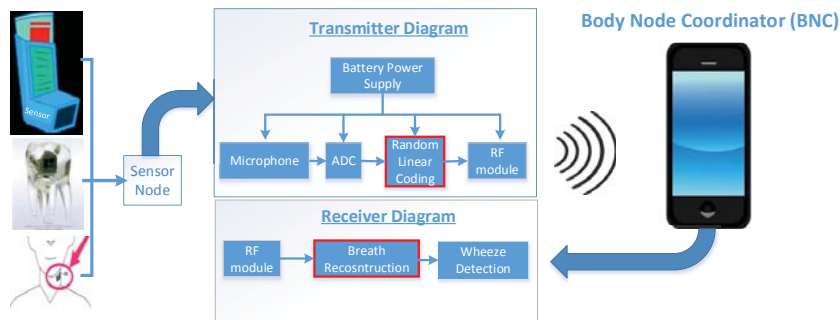 Transmitter Diagram
Body Node Coordinator (BNC)
Battery Power
Supply
Sensor
Microphone
ADC
Random
Linear
Coding
RF
module
Sensor
Node
Receiver Diagram
RF
module
Breath
Recosntruction
Wheeze
Detection